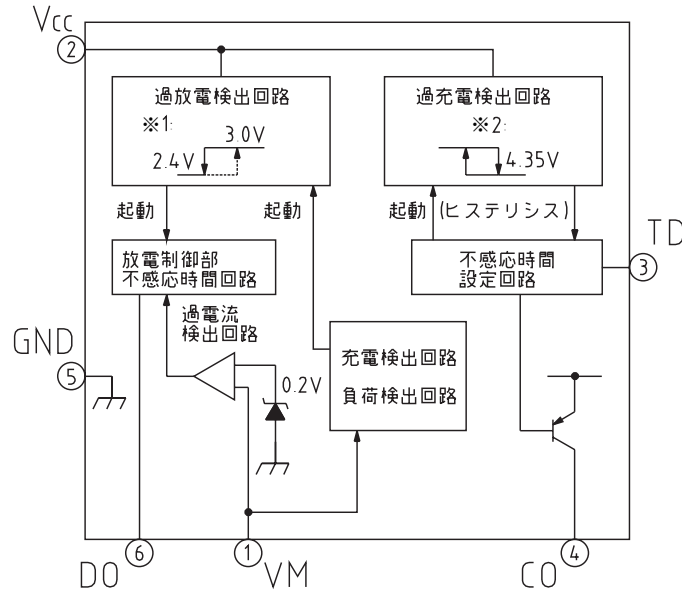 Vcc
2
過放電検出回路
※1:
3.0V
2.4V
過充電検出回路
※2:
4.35V
起動
起動
起動
(ヒステリシス)
TD
3
放電制御部
不感応時間回路
不感応時間
設定回路
過電流
検出回路
GND
5
0.2V
充電検出回路
負荷検出回路
6
DO
1
VM
4
CO